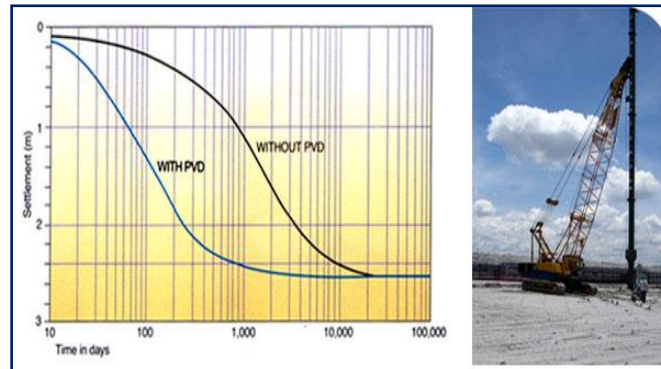 0
1
2
3
Settlement (m)
WITH PVD
WITHOUT PVD
10
100
1,000
10,000
100,000
Time in days